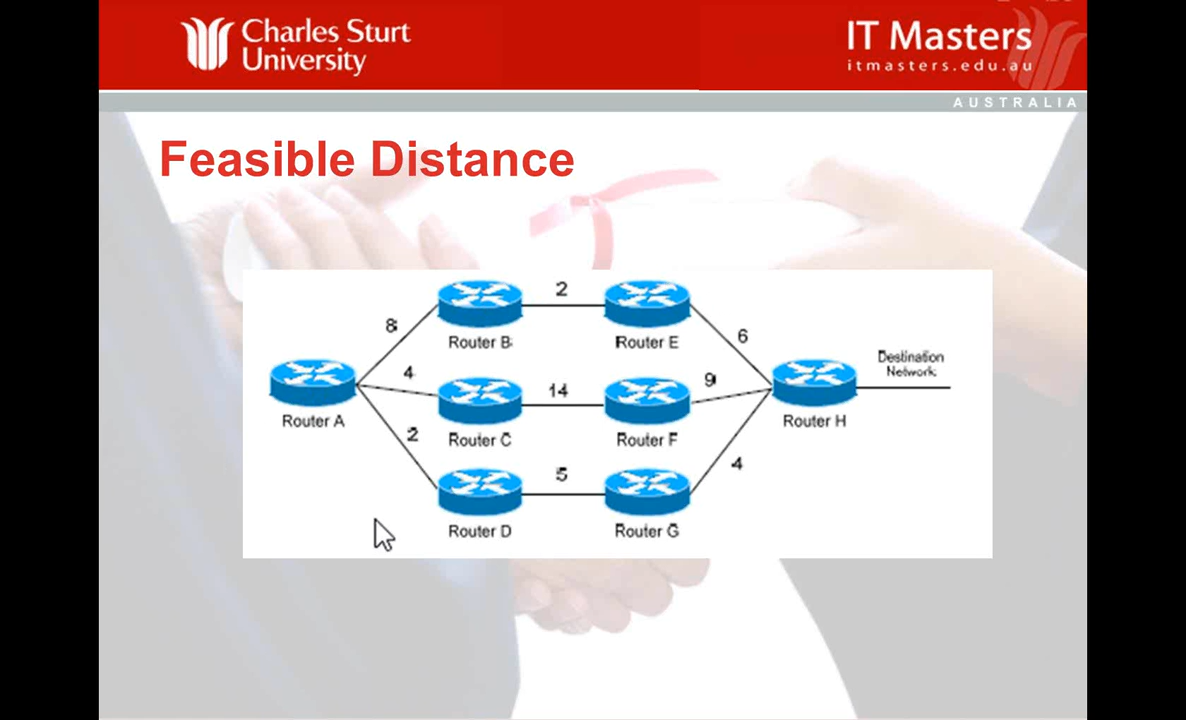 Charles Sturt
University
IT Masters
itmasters.edu.au
AUSTRALIA
Feasible Distance
2
8
Router B
Router E
6
4
14
9
Destination
Network
Router A
Router C
Router F
Router H
2
5
4
Router D
Router G